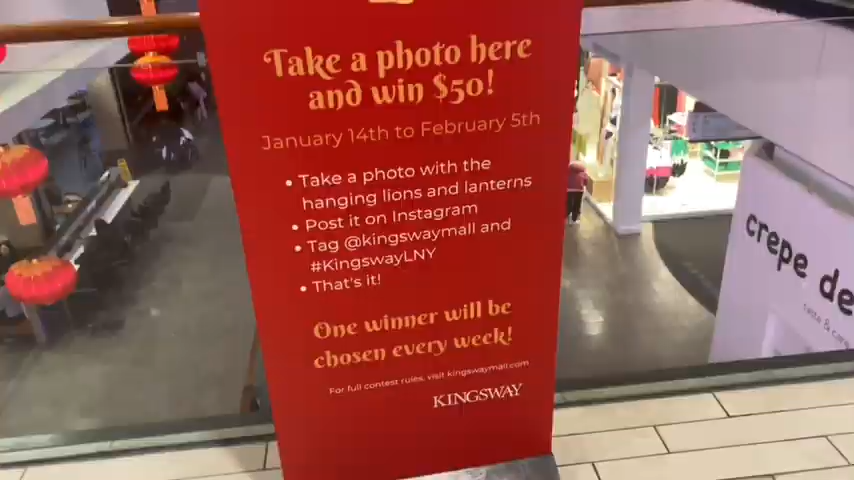 Take a photo here
and win $50!
January 14th to February 5th
• Take a photo with the
hanging lions and lanterns
• Post it on Instagram
• Tag @kingswaymall and
#KingswayLNY
• That's it!
One winner will be
chosen every week!
For full contest rules, visit kingswaymall.com
KINGSWAY
crepe de